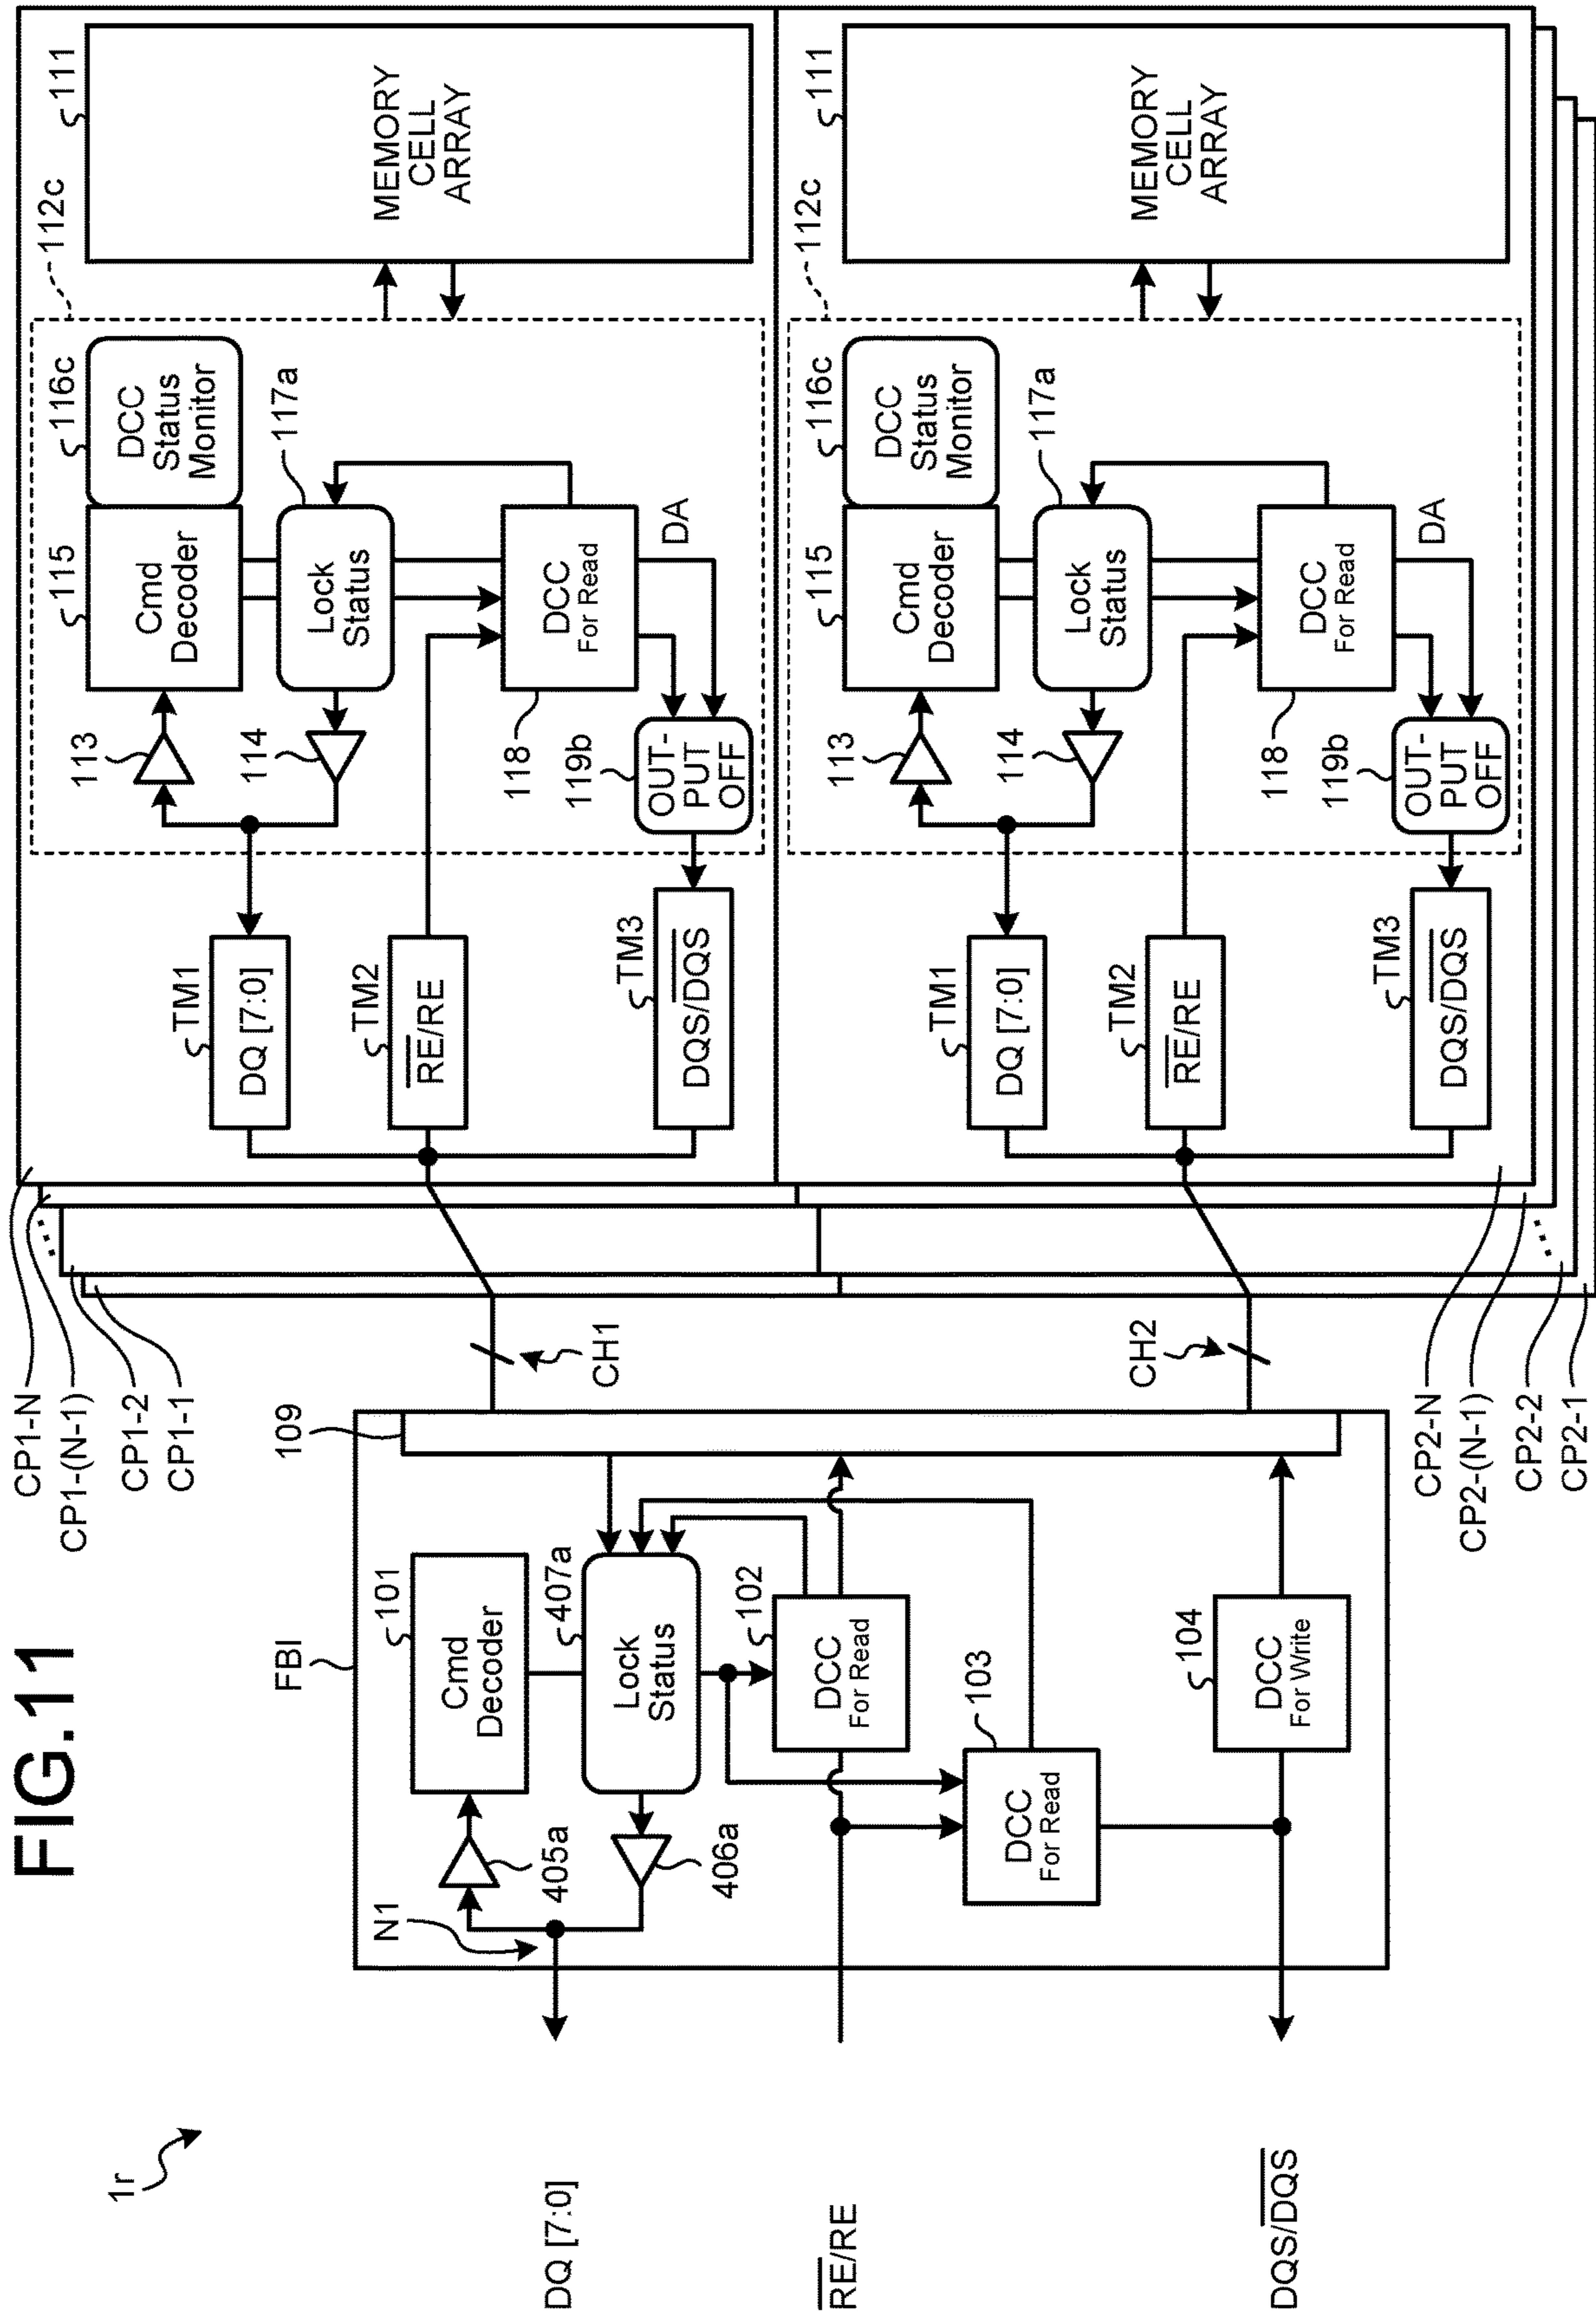 FIG.11
1r
DQ [7:0]
R̅E̅/RE
DQS/D̅Q̅S̅
FBI
N1
405a
406a
101
Cmd
Decoder
407a
Lock
Status
102
DCC
For Read
103
DCC
For Read
104
DCC
For Write
109
CH1
CH2
CP1-N
CP1-(N-1)
CP1-2
CP1-1
CP2-N
CP2-(N-1)
CP2-2
CP2-1
TM1
DQ [7:0]
TM2
R̅E̅/RE
TM3
DQS/D̅Q̅S̅
113
114
115
Cmd
Decoder
116c
DCC
Status
Monitor
117a
Lock
Status
118
DCC
For Read
DA
119b
OUT-
PUT
OFF
112c
111
MEMORY
CELL
ARRAY
TM1
DQ [7:0]
TM2
R̅E̅/RE
TM3
DQS/D̅Q̅S̅
113
114
115
Cmd
Decoder
116c
DCC
Status
Monitor
117a
Lock
Status
118
DCC
For Read
DA
119b
OUT-
PUT
OFF
112c
111
MEMORY
CELL
ARRAY